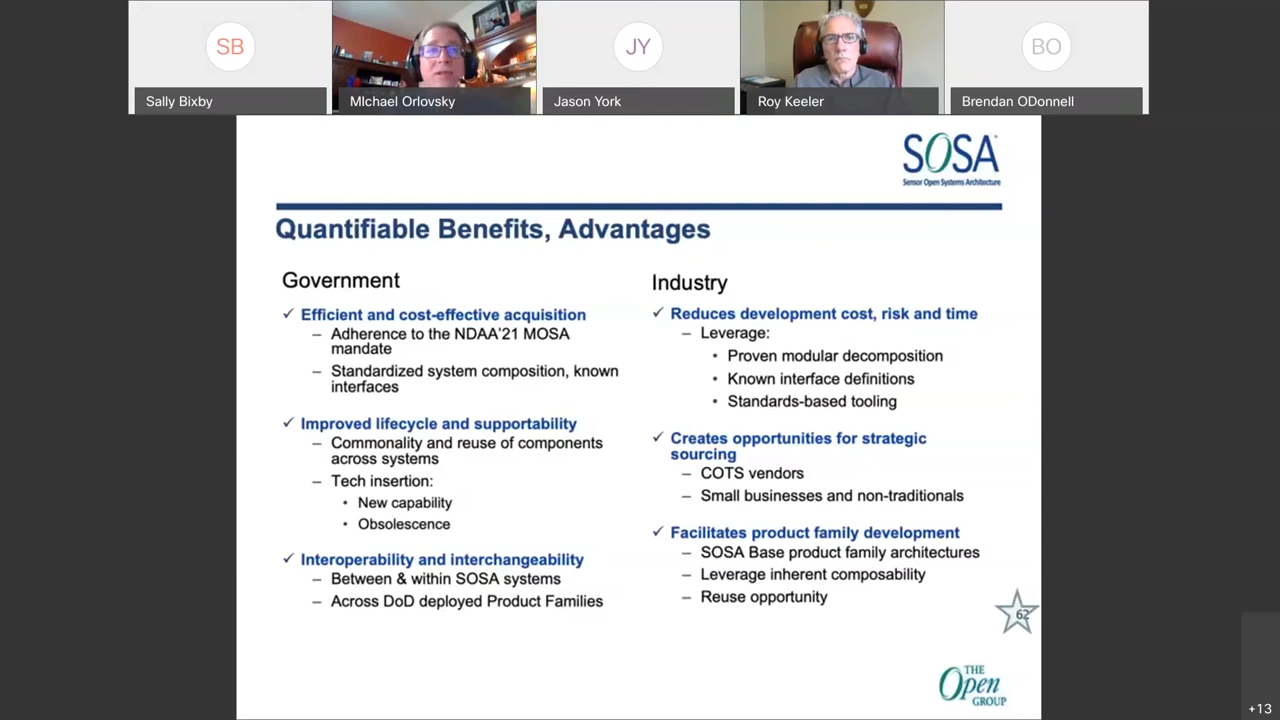 SB
Sally Bixby
MIchael Orlovsky
JY
Jason York
Roy Keeler
BO
Brendan ODonnell
SOSA™
Sensor Open Systems Architecture
Quantifiable Benefits, Advantages
Government
✓ Efficient and cost-effective acquisition
– Adherence to the NDAA'21 MOSA
mandate
– Standardized system composition, known
interfaces
✓ Improved lifecycle and supportability
– Commonality and reuse of components
across systems
– Tech insertion:
• New capability
• Obsolescence
✓ Interoperability and interchangeability
– Between & within SOSA systems
– Across DoD deployed Product Families
Industry
✓ Reduces development cost, risk and time
– Leverage:
• Proven modular decomposition
• Known interface definitions
• Standards-based tooling
✓ Creates opportunities for strategic
sourcing
– COTS vendors
– Small businesses and non-traditionals
✓ Facilitates product family development
– SOSA Base product family architectures
– Leverage inherent composability
– Reuse opportunity
62
THE
Open
GROUP
+13